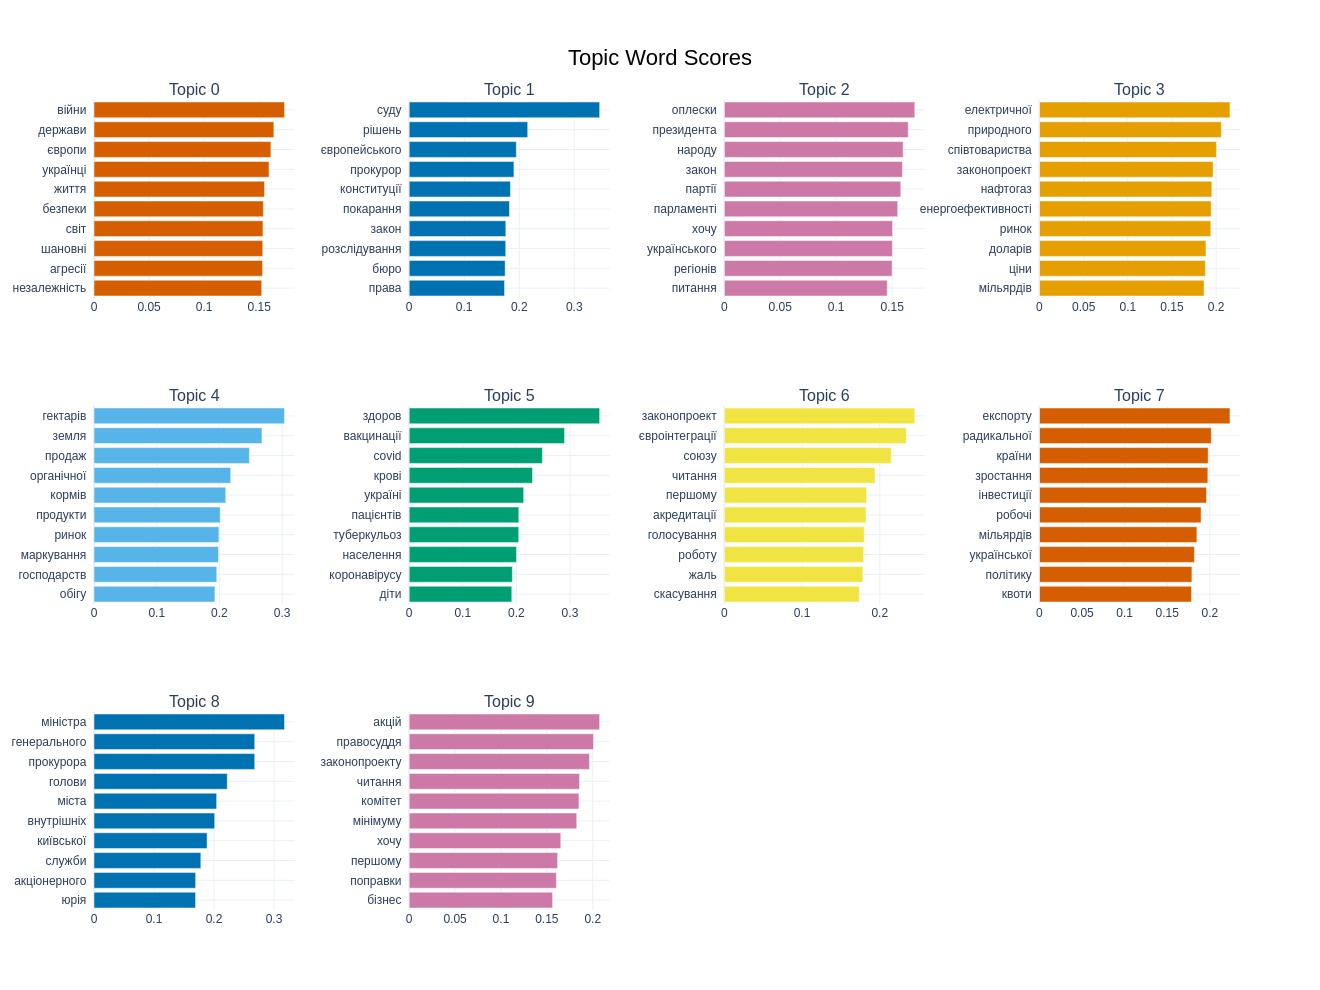 Topic Word Scores
Topic 0
війни
держави
європи
українці
життя
безпеки
світ
шановні
агресії
незалежність
0 0.05 0.1 0.15
Topic 1
суду
рішень
європейського
прокурор
конституції
покарання
закон
розслідування
бюро
права
0 0.1 0.2 0.3
Topic 2
оплески
президента
народу
закон
партії
парламенті
хочу
українського
регіонів
питання
0 0.05 0.1 0.15
Topic 3
електричної
природного
співтовариства
законопроект
нафтогаз
енергоефективності
ринок
доларів
ціни
мільярдів
0 0.05 0.1 0.15 0.2
Topic 4
гектарів
земля
продаж
органічної
кормів
продукти
ринок
маркування
господарств
обігу
0 0.1 0.2 0.3
Topic 5
здоров
вакцинації
covid
крові
україні
пацієнтів
туберкульоз
населення
коронавірусу
діти
0 0.1 0.2 0.3
Topic 6
законопроект
євроінтеграції
союзу
читання
першому
акредитації
голосування
роботу
жаль
скасування
0 0.1 0.2
Topic 7
експорту
радикальної
країни
зростання
інвестиції
робочі
мільярдів
української
політику
квоти
0 0.05 0.1 0.15 0.2
Topic 8
міністра
генерального
прокурора
голови
міста
внутрішніх
київської
служби
акціонерного
юрія
0 0.1 0.2 0.3
Topic 9
акцій
правосуддя
законопроекту
читання
комітет
мінімуму
хочу
першому
поправки
бізнес
0 0.05 0.1 0.15 0.2